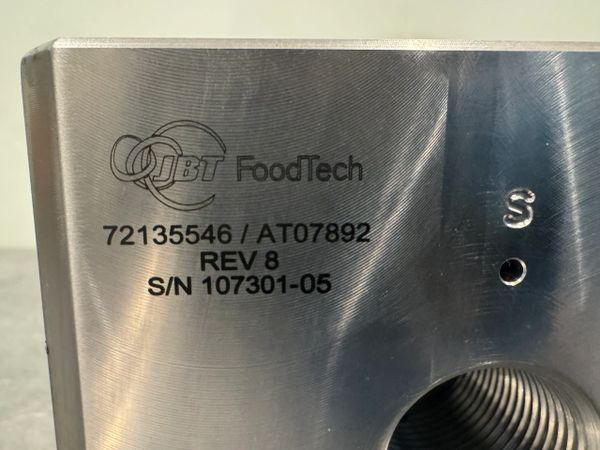 JBT FoodTech
72135546 / AT07892
REV 8
S/N 107301-05
S